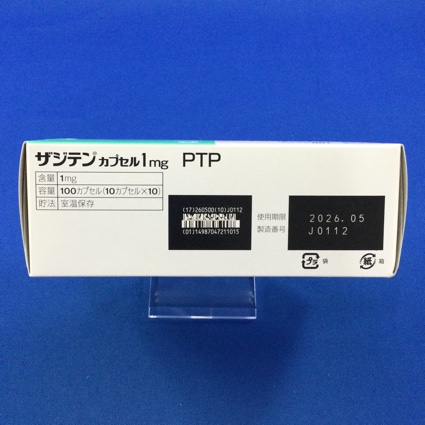 ザジテン カプセル1mg PTP
含量 1mg
容量 100カプセル(10カプセル×10)
貯法 室温保存
(17)260500(10)J0112
(01)14987047211015
使用期限 2026.05
製造番号 J0112
プラ 袋
紙 箱